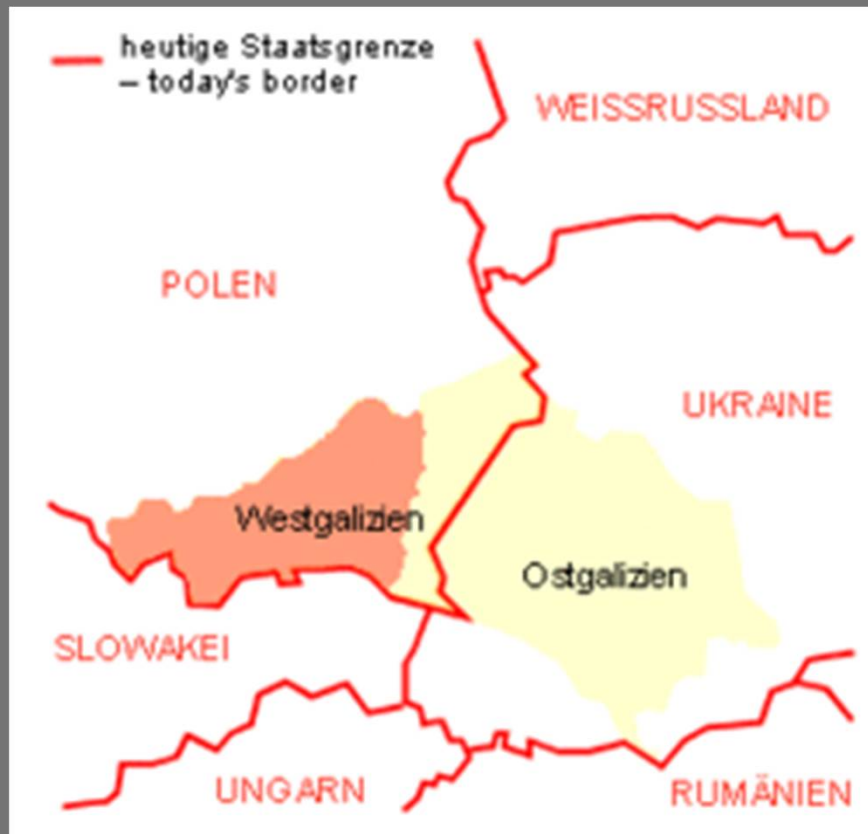 heutige Staatsgrenze
– today's border
WEISSRUSSLAND
POLEN
UKRAINE
Westgalizien
Ostgalizien
SLOWAKEI
UNGARN
RUMÄNIEN